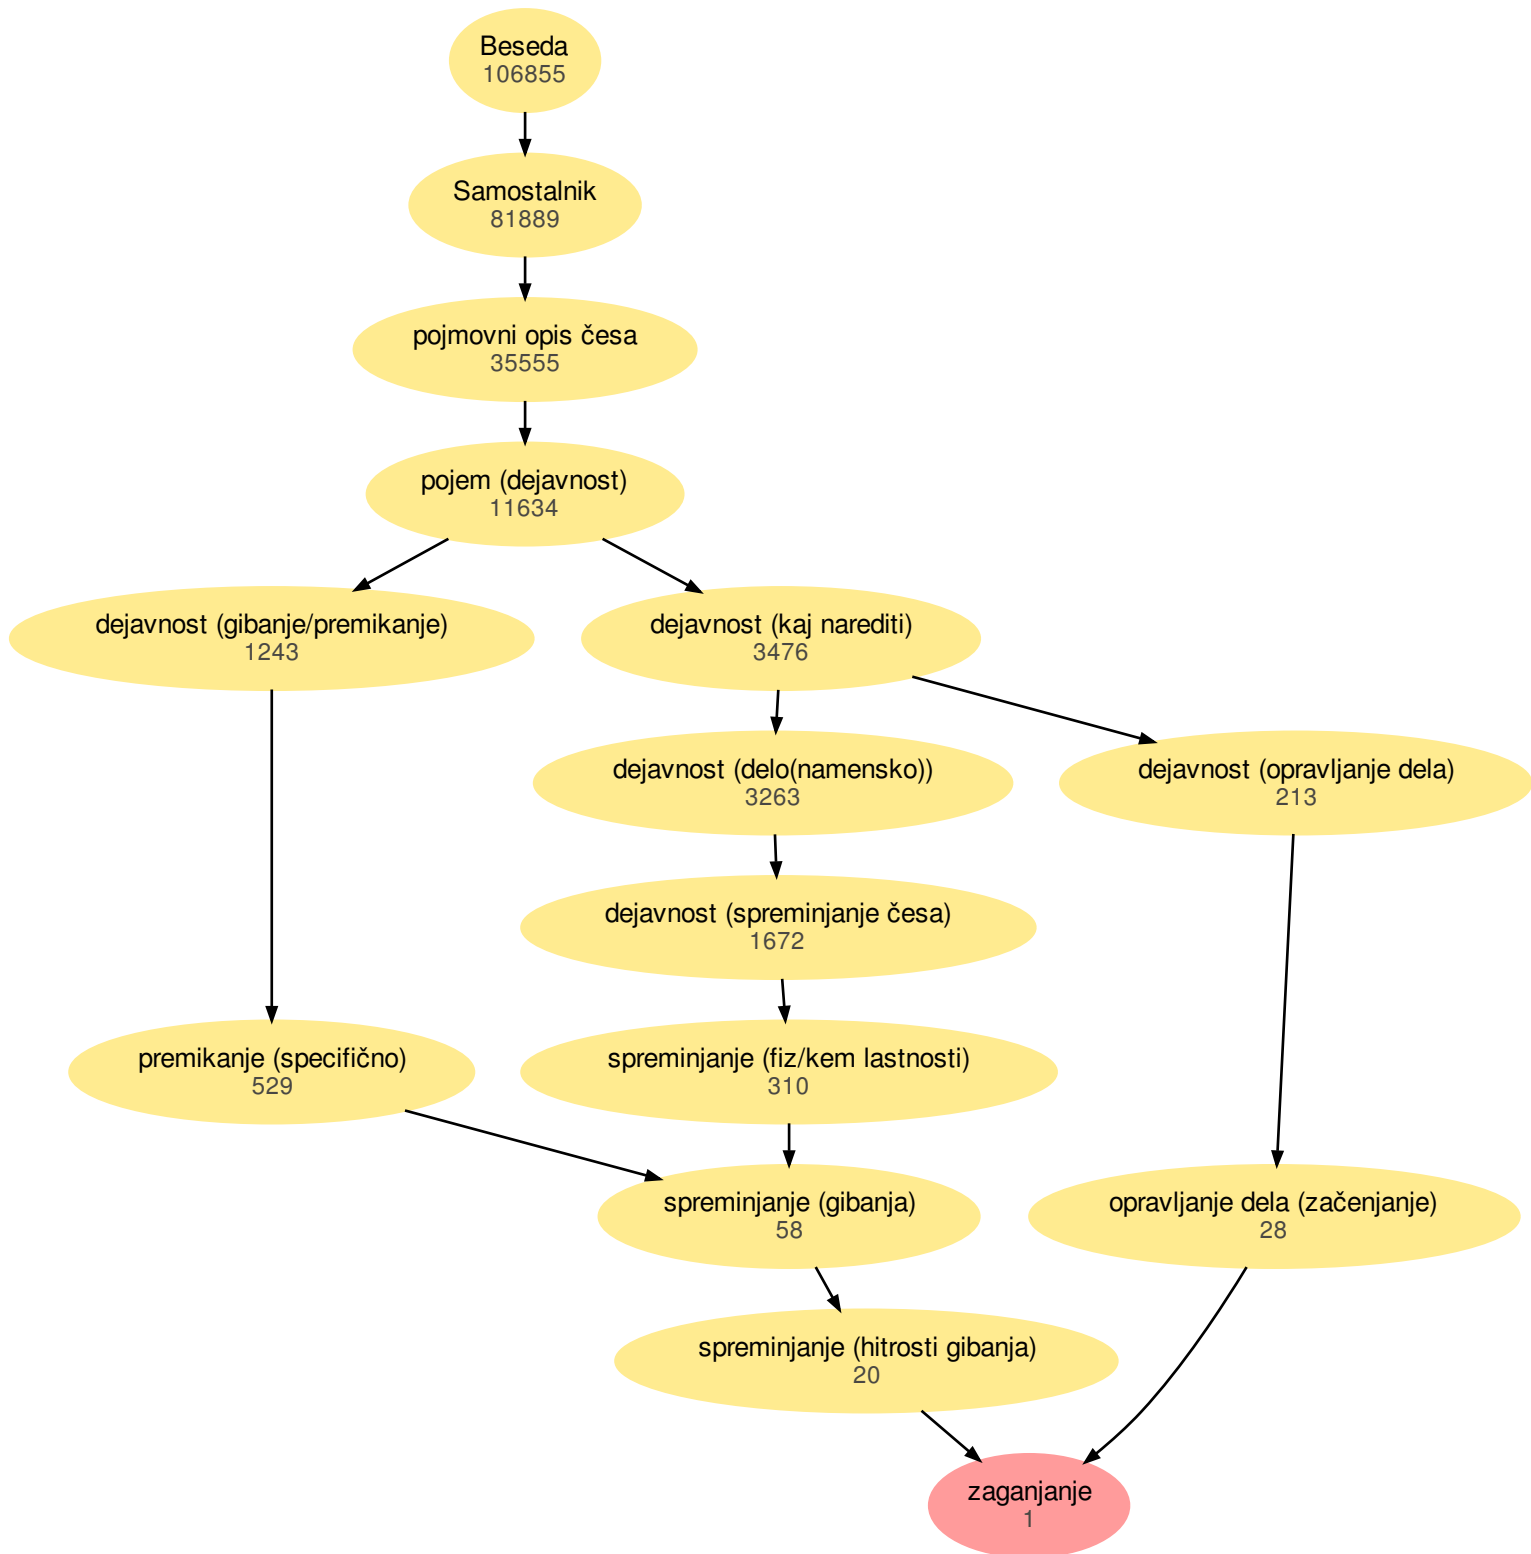 Beseda
106855
Samostalnik
81889
pojmovni opis česa
35555
pojem (dejavnost)
11634
dejavnost (gibanje/premikanje)
1243
dejavnost (kaj narediti)
3476
dejavnost (delo(namensko))
3263
dejavnost (opravljanje dela)
213
dejavnost (spreminjanje česa)
1672
premikanje (specifično)
529
spreminjanje (fiz/kem lastnosti)
310
spreminjanje (gibanja)
58
opravljanje dela (začenjanje)
28
spreminjanje (hitrosti gibanja)
20
zaganjanje
1